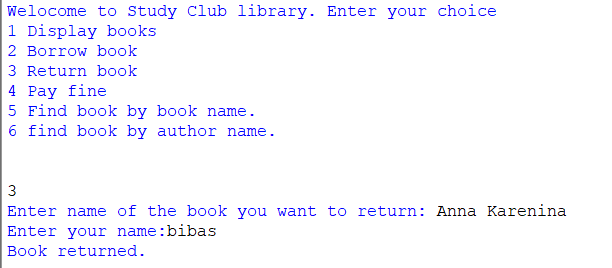 Welocome to Study Club library. Enter your choice
1 Display books
2 Borrow book
3 Return book
4 Pay fine
5 Find book by book name.
6 find book by author name.
3
Enter name of the book you want to return: Anna Karenina
Enter your name:bibas
Book returned.